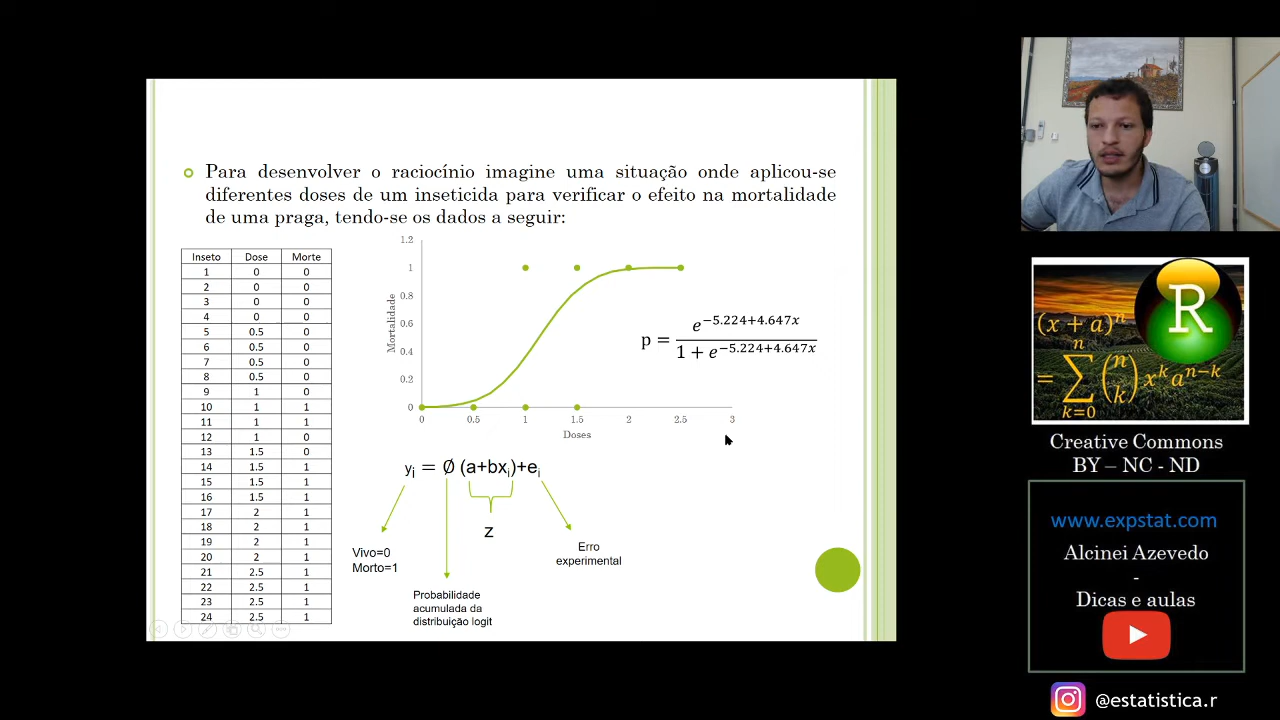 Para desenvolver o raciocínio imagine uma situação onde aplicou-se
diferentes doses de um inseticida para verificar o efeito na mortalidade
de uma praga, tendo-se os dados a seguir:
Inseto Dose Morte
1 0 0
2 0 0
3 0 0
4 0 0
5 0.5 0
6 0.5 0
7 0.5 0
8 0.5 0
9 1 0
10 1 1
11 1 1
12 1 0
13 1.5 0
14 1.5 1
15 1.5 1
16 1.5 1
17 2 1
18 2 1
19 2 1
20 2 1
21 2.5 1
22 2.5 1
23 2.5 1
24 2.5 1
1.2
1
0.8
0.6
0.4
0.2
0
Mortalidade
0 0.5 1 1.5 2 2.5 3
Doses
p = e^{-5.224+4.647x} / (1 + e^{-5.224+4.647x})
yᵢ = Ø (a+bxᵢ)+eᵢ
z
Vivo=0
Morto=1
Probabilidade
acumulada da
distribuição logit
Erro
experimental
R
(x + a)ⁿ
= ∑ₖ₌₀ⁿ (n k) xᵏ aⁿ⁻ᵏ
Creative Commons
BY – NC - ND
www.expstat.com
Alcinei Azevedo
-
Dicas e aulas
@estatistica.r